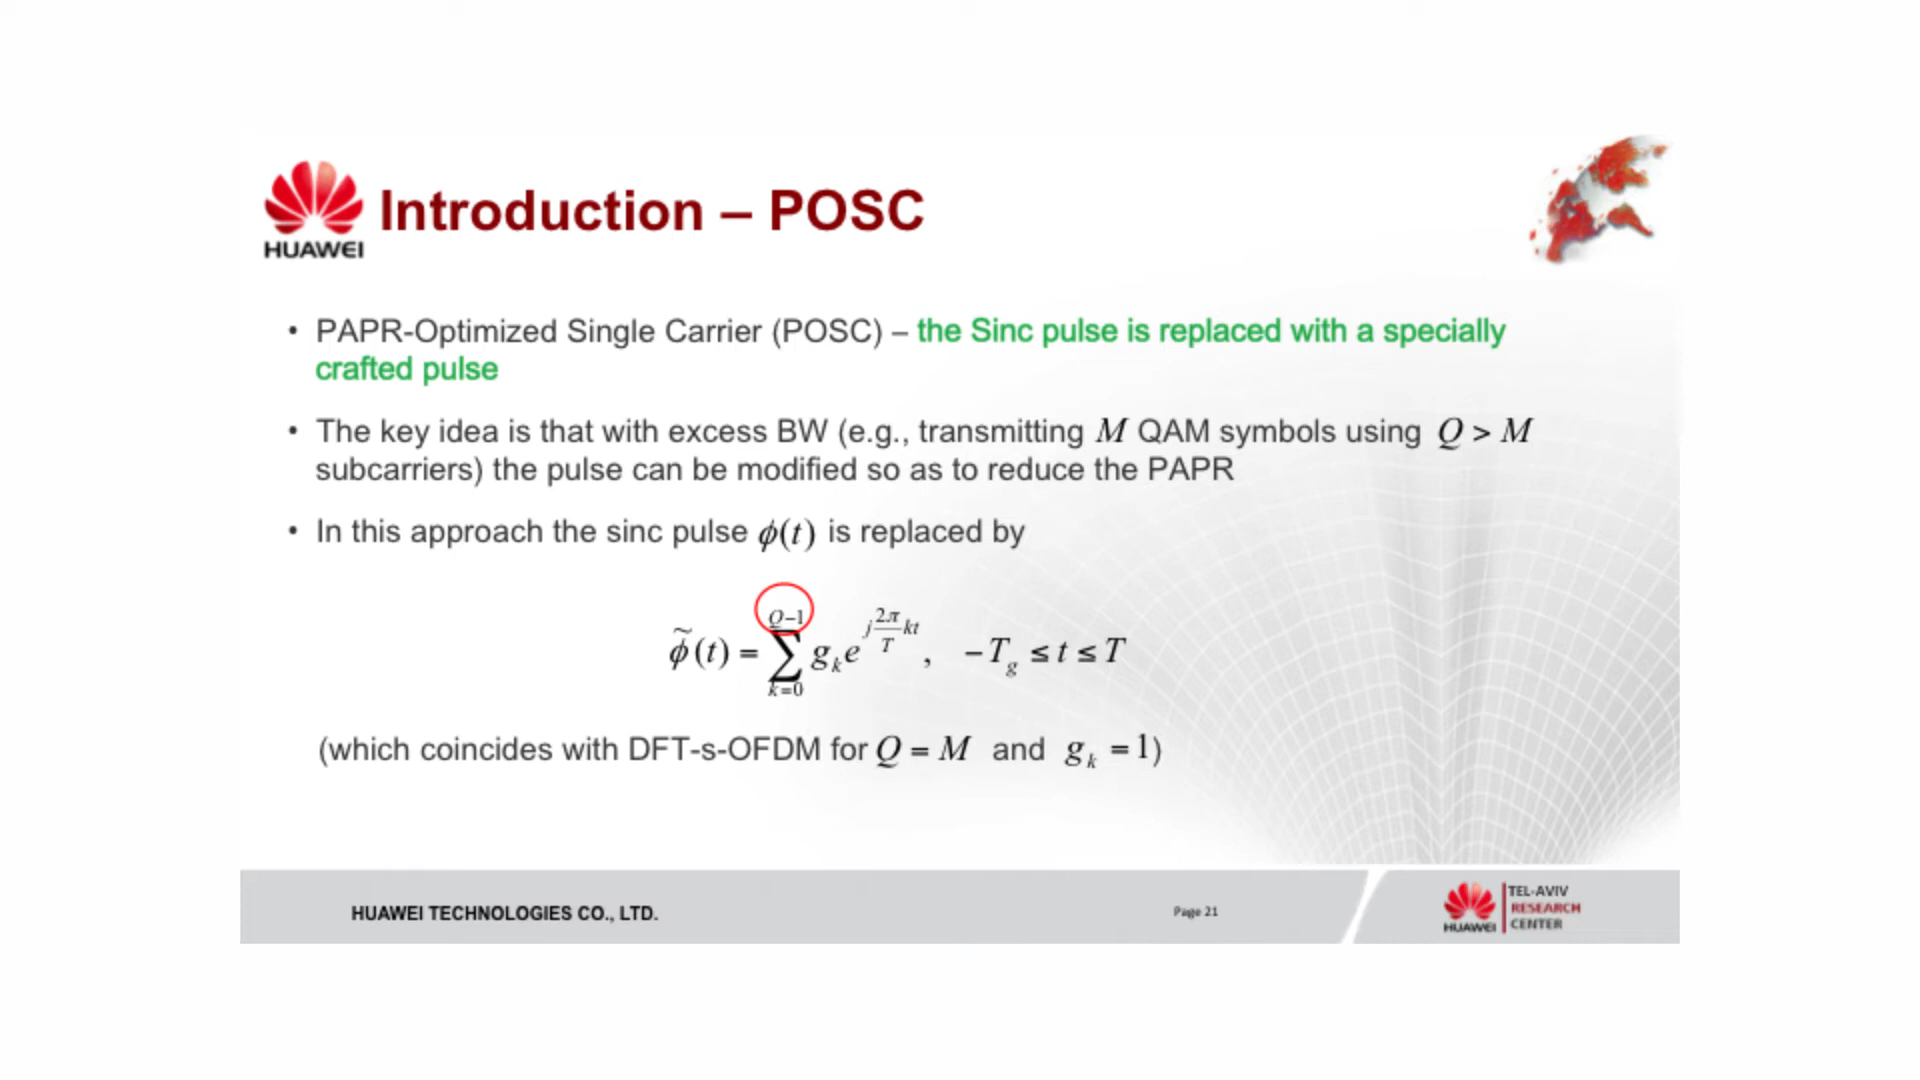 HUAWEI
Introduction – POSC
• PAPR-Optimized Single Carrier (POSC) – the Sinc pulse is replaced with a specially
crafted pulse
• The key idea is that with excess BW (e.g., transmitting M QAM symbols using Q > M
subcarriers) the pulse can be modified so as to reduce the PAPR
• In this approach the sinc pulse ϕ(t) is replaced by
ϕ̃(t) = ∑_{k=0}^{Q−1} g_k e^{j(2π/T)kt}, −T_g ≤ t ≤ T
(which coincides with DFT-s-OFDM for Q = M and g_k = 1)
HUAWEI TECHNOLOGIES CO., LTD.
Page 21
HUAWEI
TEL-AVIV
RESEARCH
CENTER